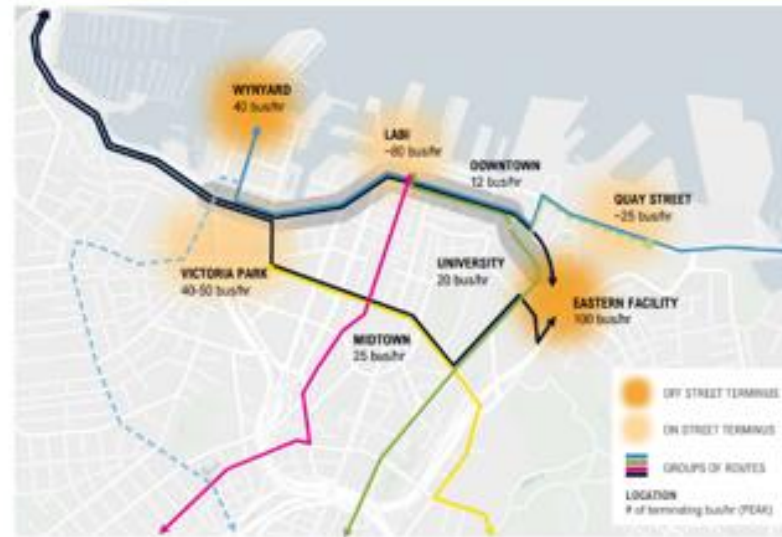 WYNYARD
40 bus/hr
LABI
~80 bus/hr
DOWNTOWN
12 bus/hr
QUAY STREET
~25 bus/hr
VICTORIA PARK
40-50 bus/hr
UNIVERSITY
20 bus/hr
EASTERN FACILITY
100 bus/hr
MIDTOWN
25 bus/hr
OFF STREET TERMINUS
ON STREET TERMINUS
GROUPS OF ROUTES
LOCATION
# of terminating bus/hr (PEAK)